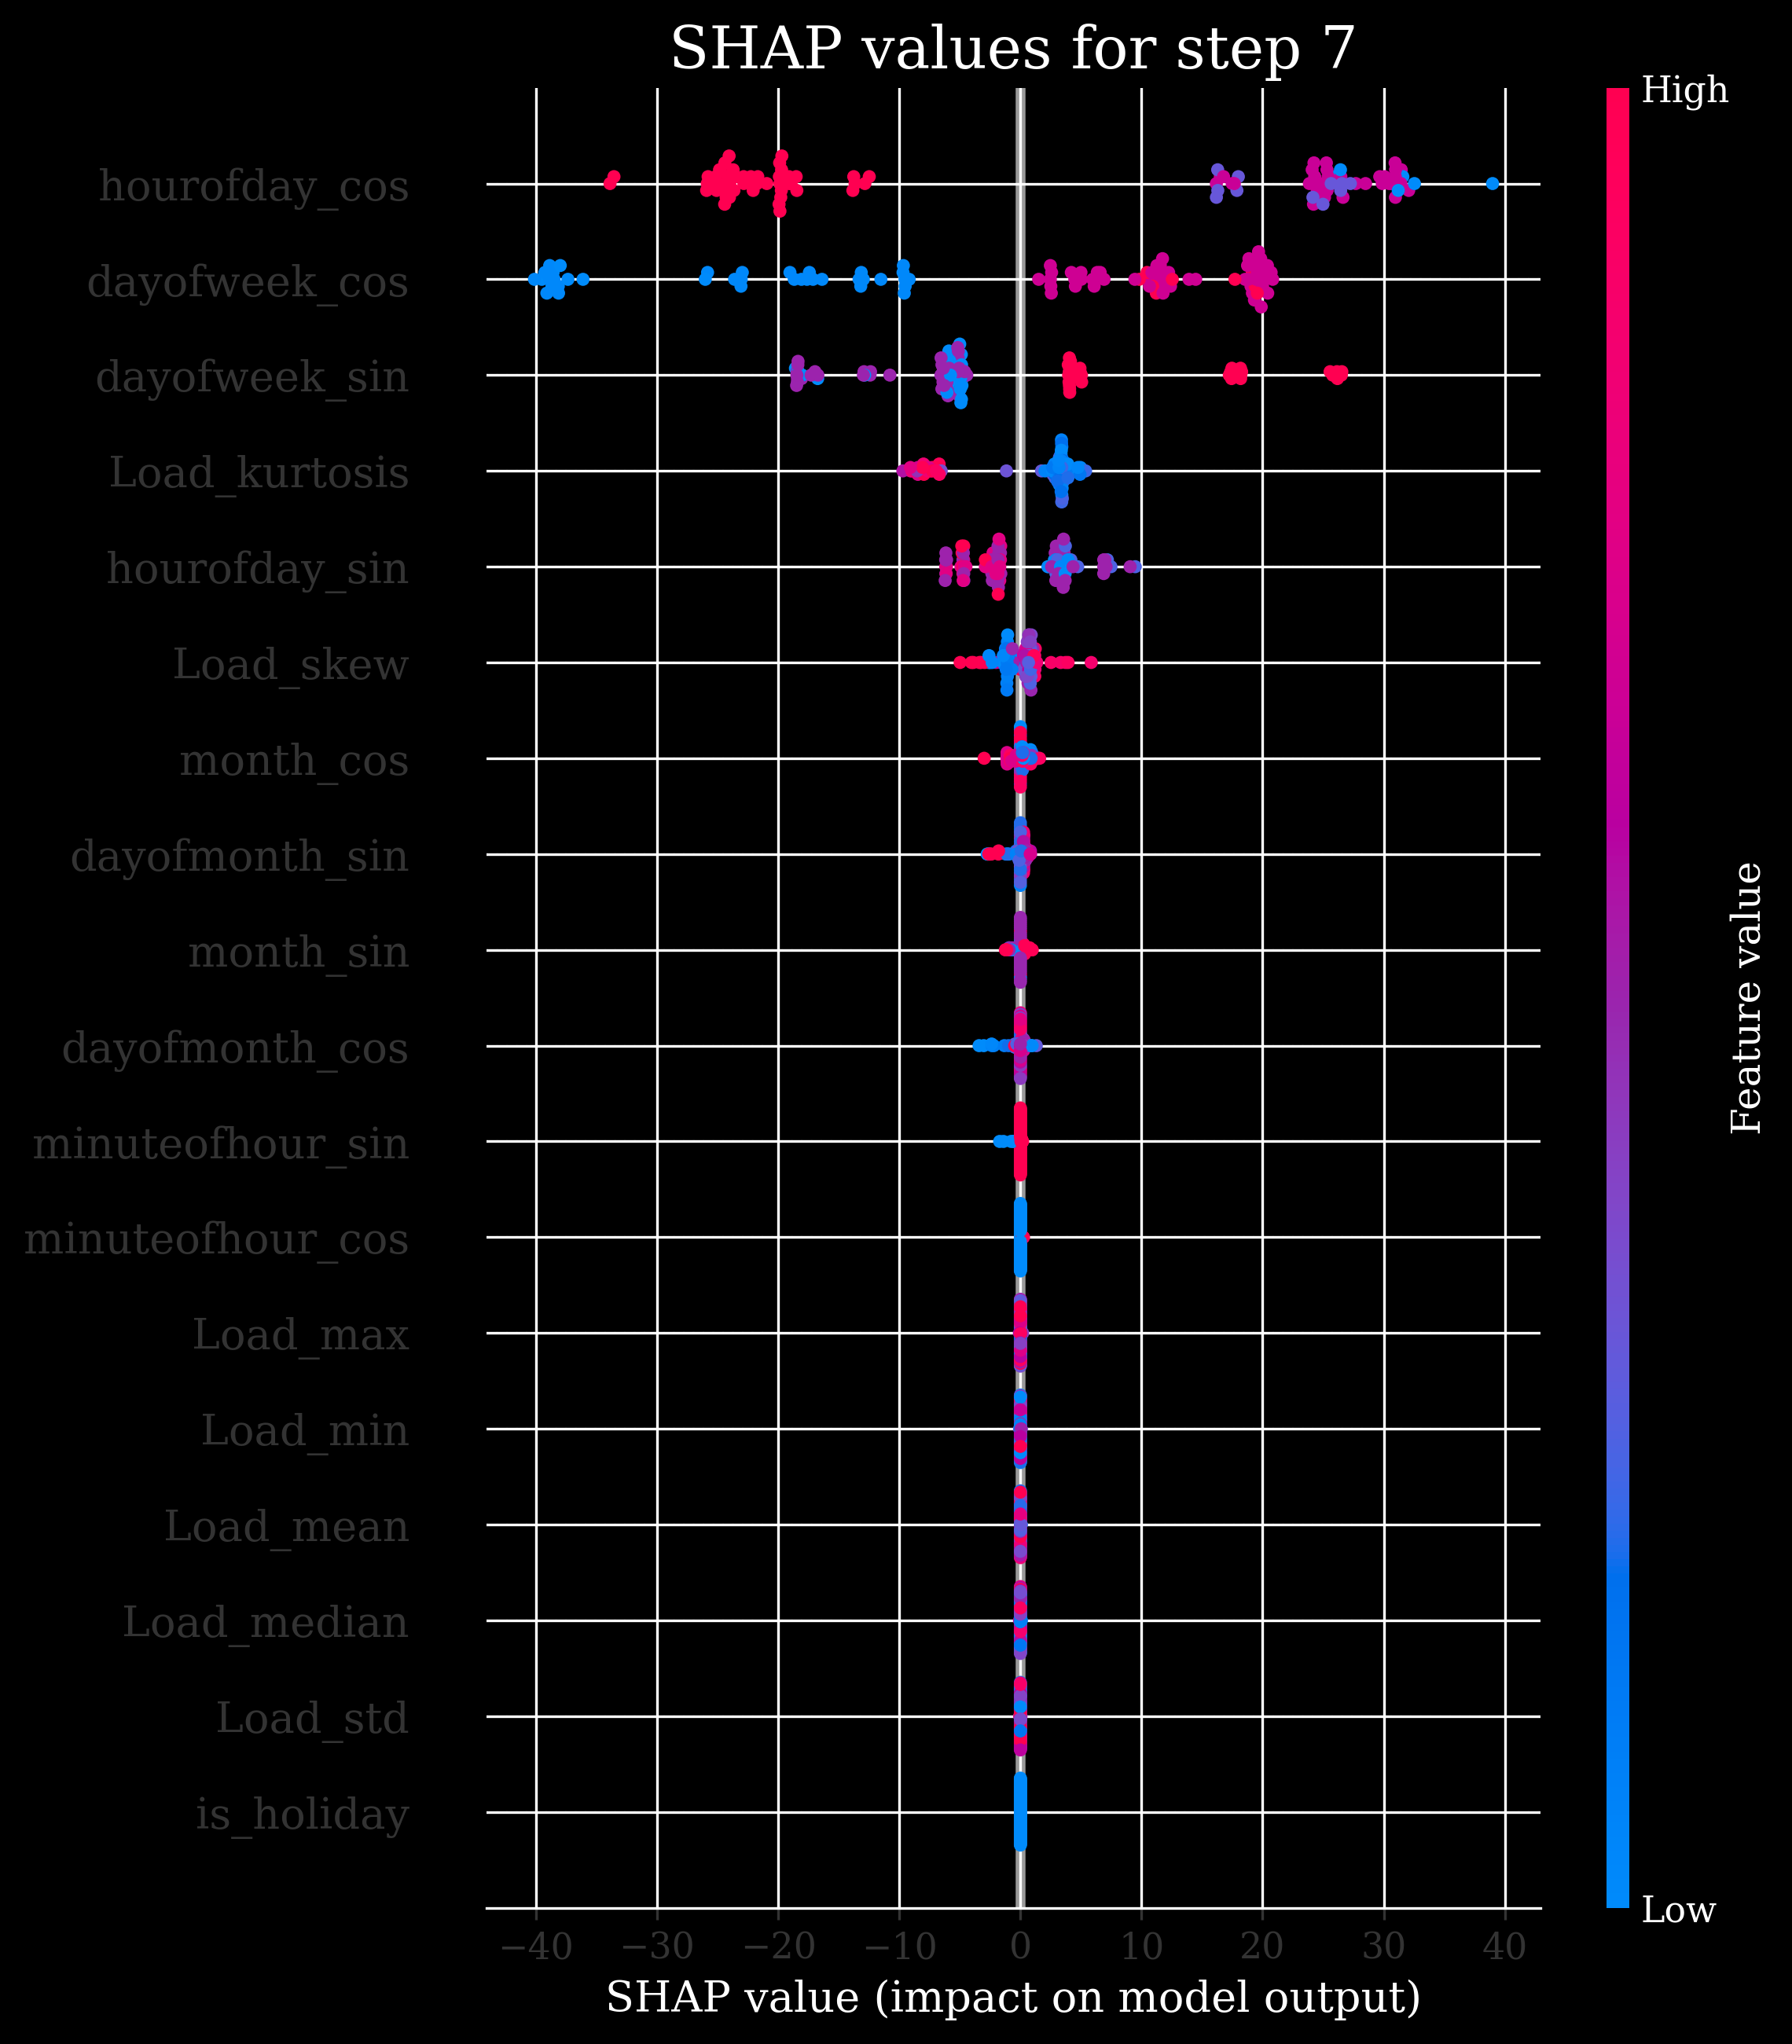 SHAP values for step 7
High
hourofday_cos
dayofweek_cos
dayofweek_sin
Load_kurtosis
hourofday_sin
Load_skew
month_cos
dayofmonth_sin
month_sin
dayofmonth_cos
minuteofhour_sin
minuteofhour_cos
Load_max
Load_min
Load_mean
Load_median
Load_std
is_holiday
Feature value
Low
−40 −30 −20 −10 0 10 20 30 40
SHAP value (impact on model output)